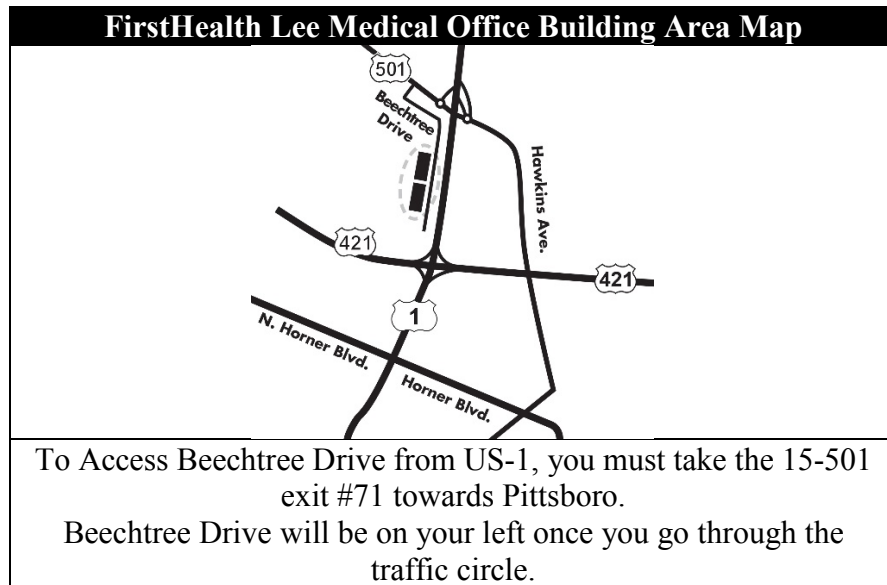 FirstHealth Lee Medical Office Building Area Map
501
Beechtree
Drive
Hawkins Ave.
421
421
1
N. Horner Blvd.
Horner Blvd.
To Access Beechtree Drive from US-1, you must take the 15-501
exit #71 towards Pittsboro.
Beechtree Drive will be on your left once you go through the
traffic circle.